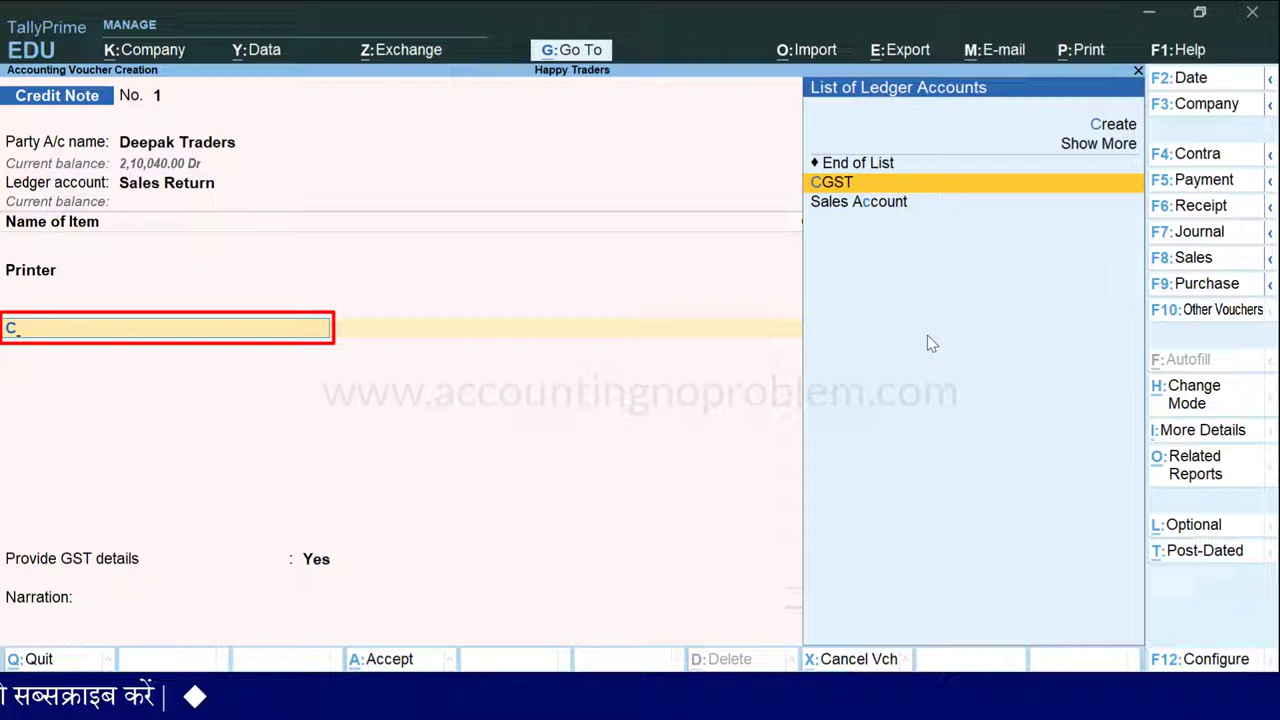 TallyPrime
MANAGE
EDU
K:Company
Y:Data
Z:Exchange
G:Go To
O:Import
E:Export
M:E-mail
P:Print
F1:Help
Accounting Voucher Creation
Happy Traders
Credit Note No. 1
Party A/c name: Deepak Traders
Current balance: 2,10,040.00 Dr
Ledger account: Sales Return
Current balance:
Name of Item
Printer
C
Provide GST details : Yes
Narration:
List of Ledger Accounts
Create
Show More
♦ End of List
CGST
Sales Account
F2:Date
F3:Company
F4:Contra
F5:Payment
F6:Receipt
F7:Journal
F8:Sales
F9:Purchase
F10:Other Vouchers
F:Autofill
H:Change
Mode
I:More Details
O:Related
Reports
L:Optional
T:Post-Dated
www.accountingnoproblem.com
Q:Quit
A:Accept
D:Delete
X:Cancel Vch
F12:Configure
सब्सक्राइब करें | ◆